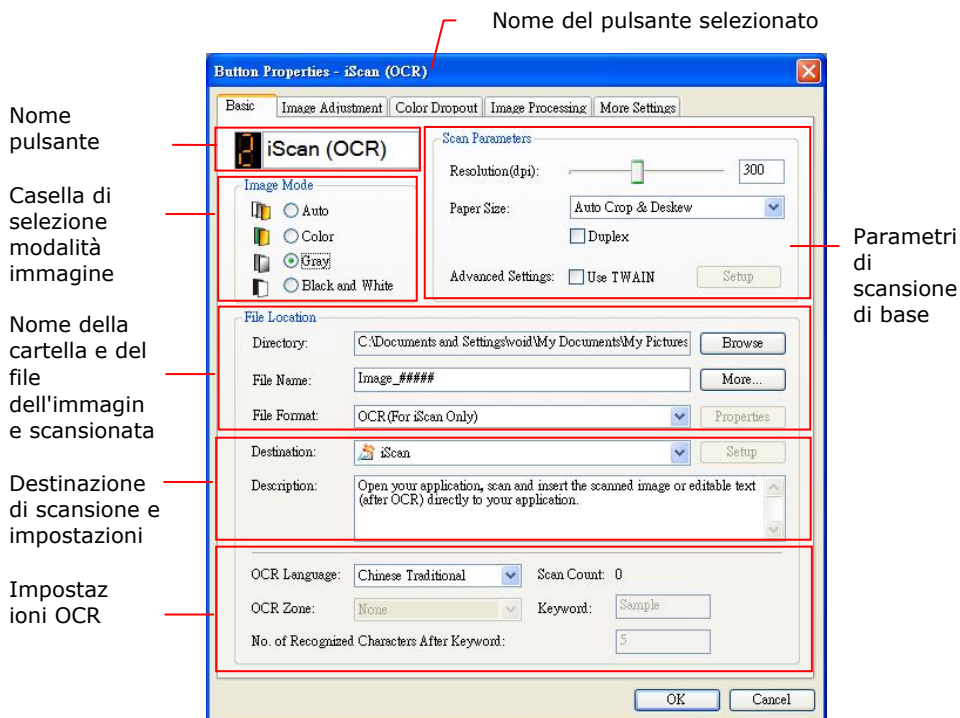 Nome del pulsante selezionato
Button Properties - iScan (OCR)
Basic
Image Adjustment
Color Dropout
Image Processing
More Settings
Nome
pulsante
2 iScan (OCR)
Scan Parameters
Resolution(dpi):
300
Paper Size:
Auto Crop & Deskew
Duplex
Advanced Settings:
Use TWAIN
Setup
Casella di
selezione
modalità
immagine
Image Mode
Auto
Color
Gray
Black and White
Parametri
di
scansione
di base
Nome della
cartella e del
file
dell'immagin
e scansionata
File Location
Directory:
C:\Documents and Settings\void\My Documents\My Pictures
Browse
File Name:
Image_#####
More...
File Format:
OCR(For iScan Only)
Properties
Destinazione
di scansione e
impostazioni
Destination:
iScan
Setup
Description:
Open your application, scan and insert the scanned image or editable text
(after OCR) directly to your application.
Impostaz
ioni OCR
OCR Language:
Chinese Traditional
Scan Count: 0
OCR Zone:
None
Keyword:
Sample
No. of Recognized Characters After Keyword:
5
OK
Cancel